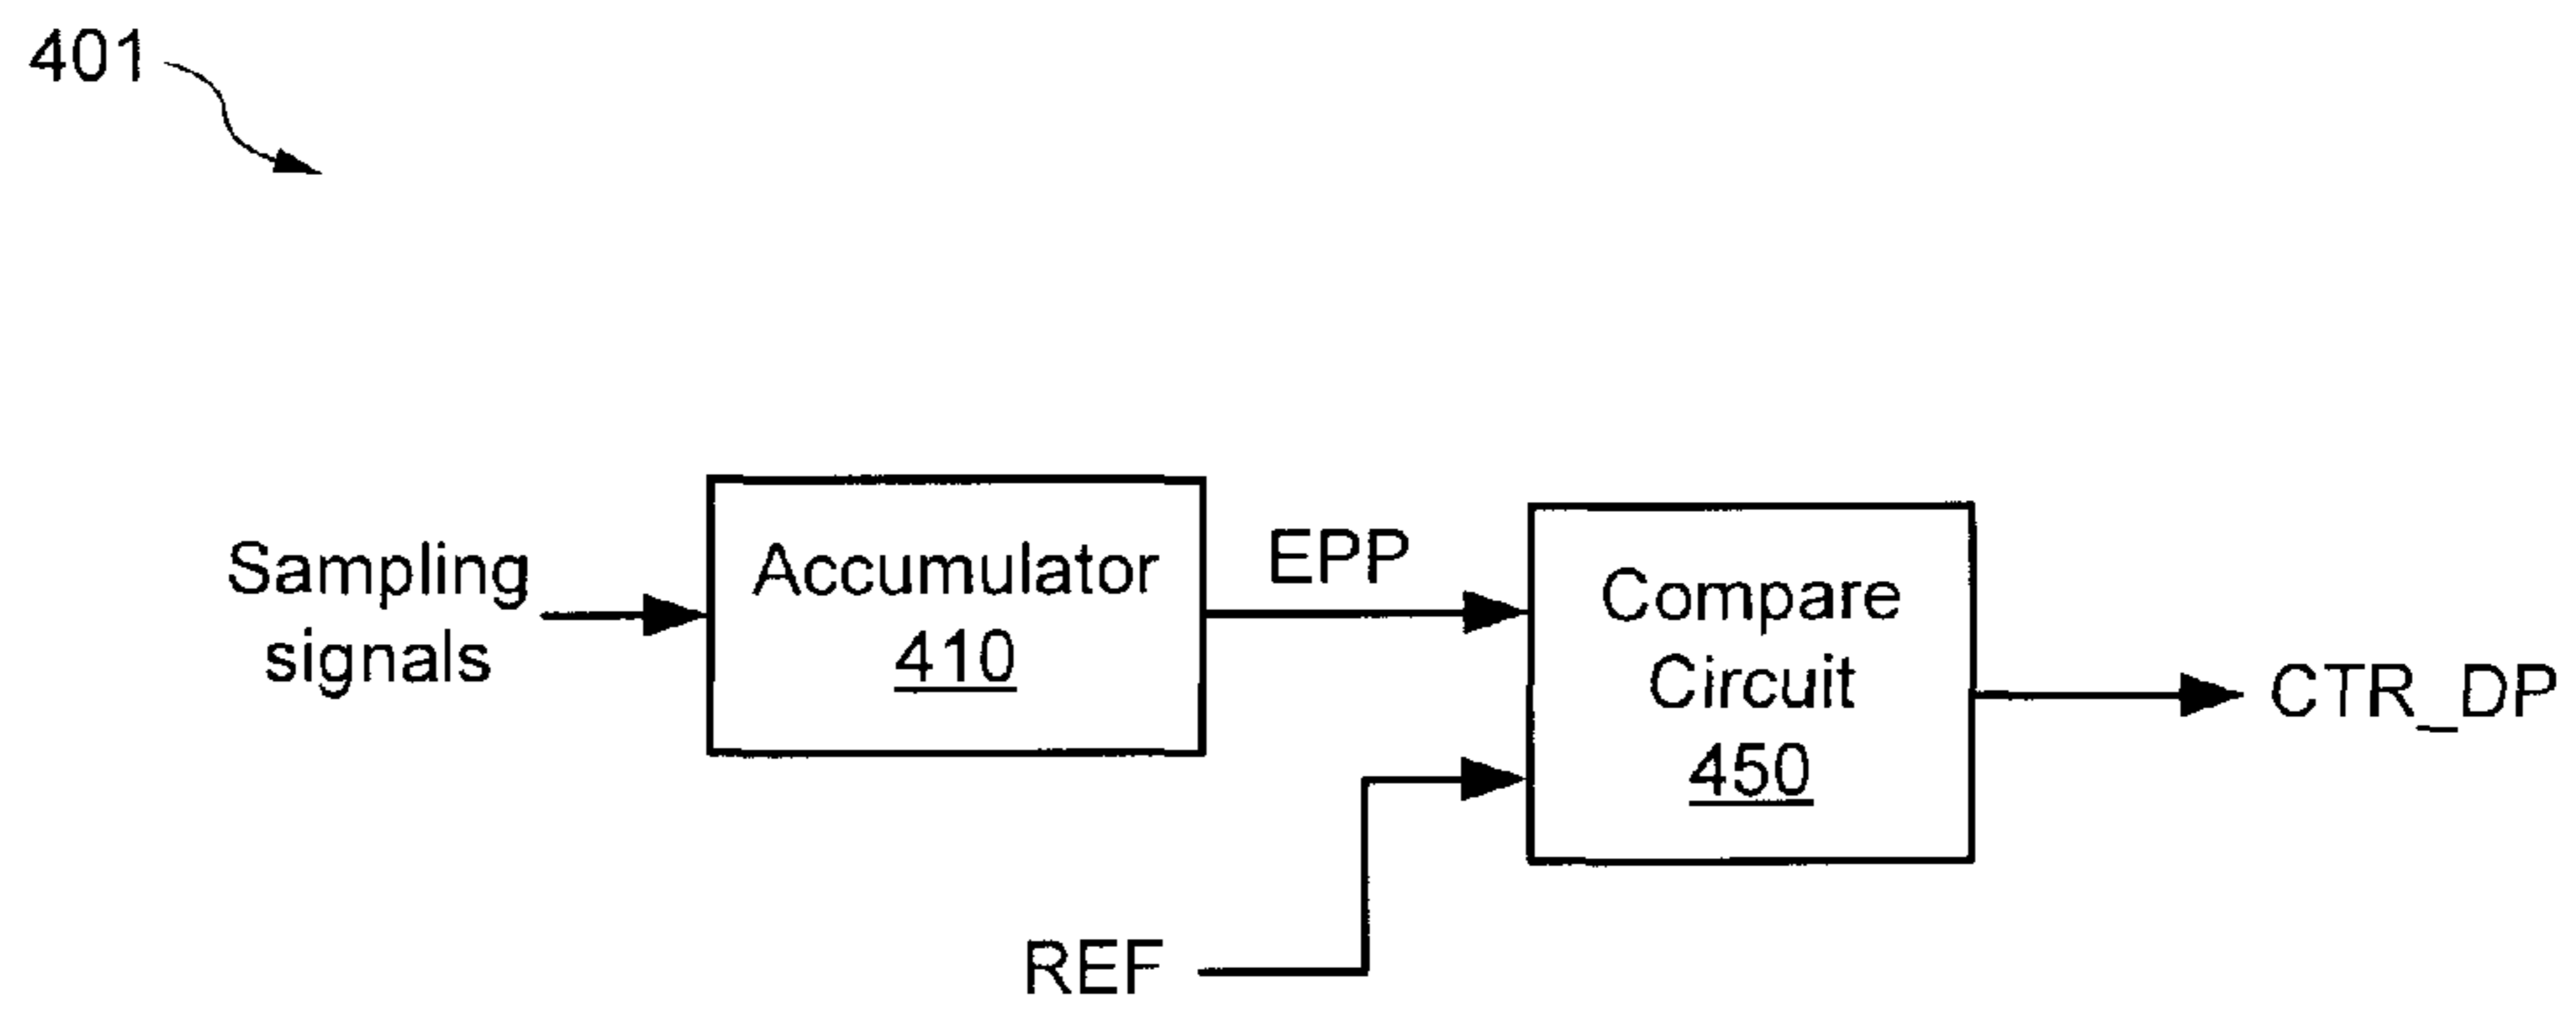 401
Sampling
signals
Accumulator
410
EPP
Compare
Circuit
450
CTR_DP
REF